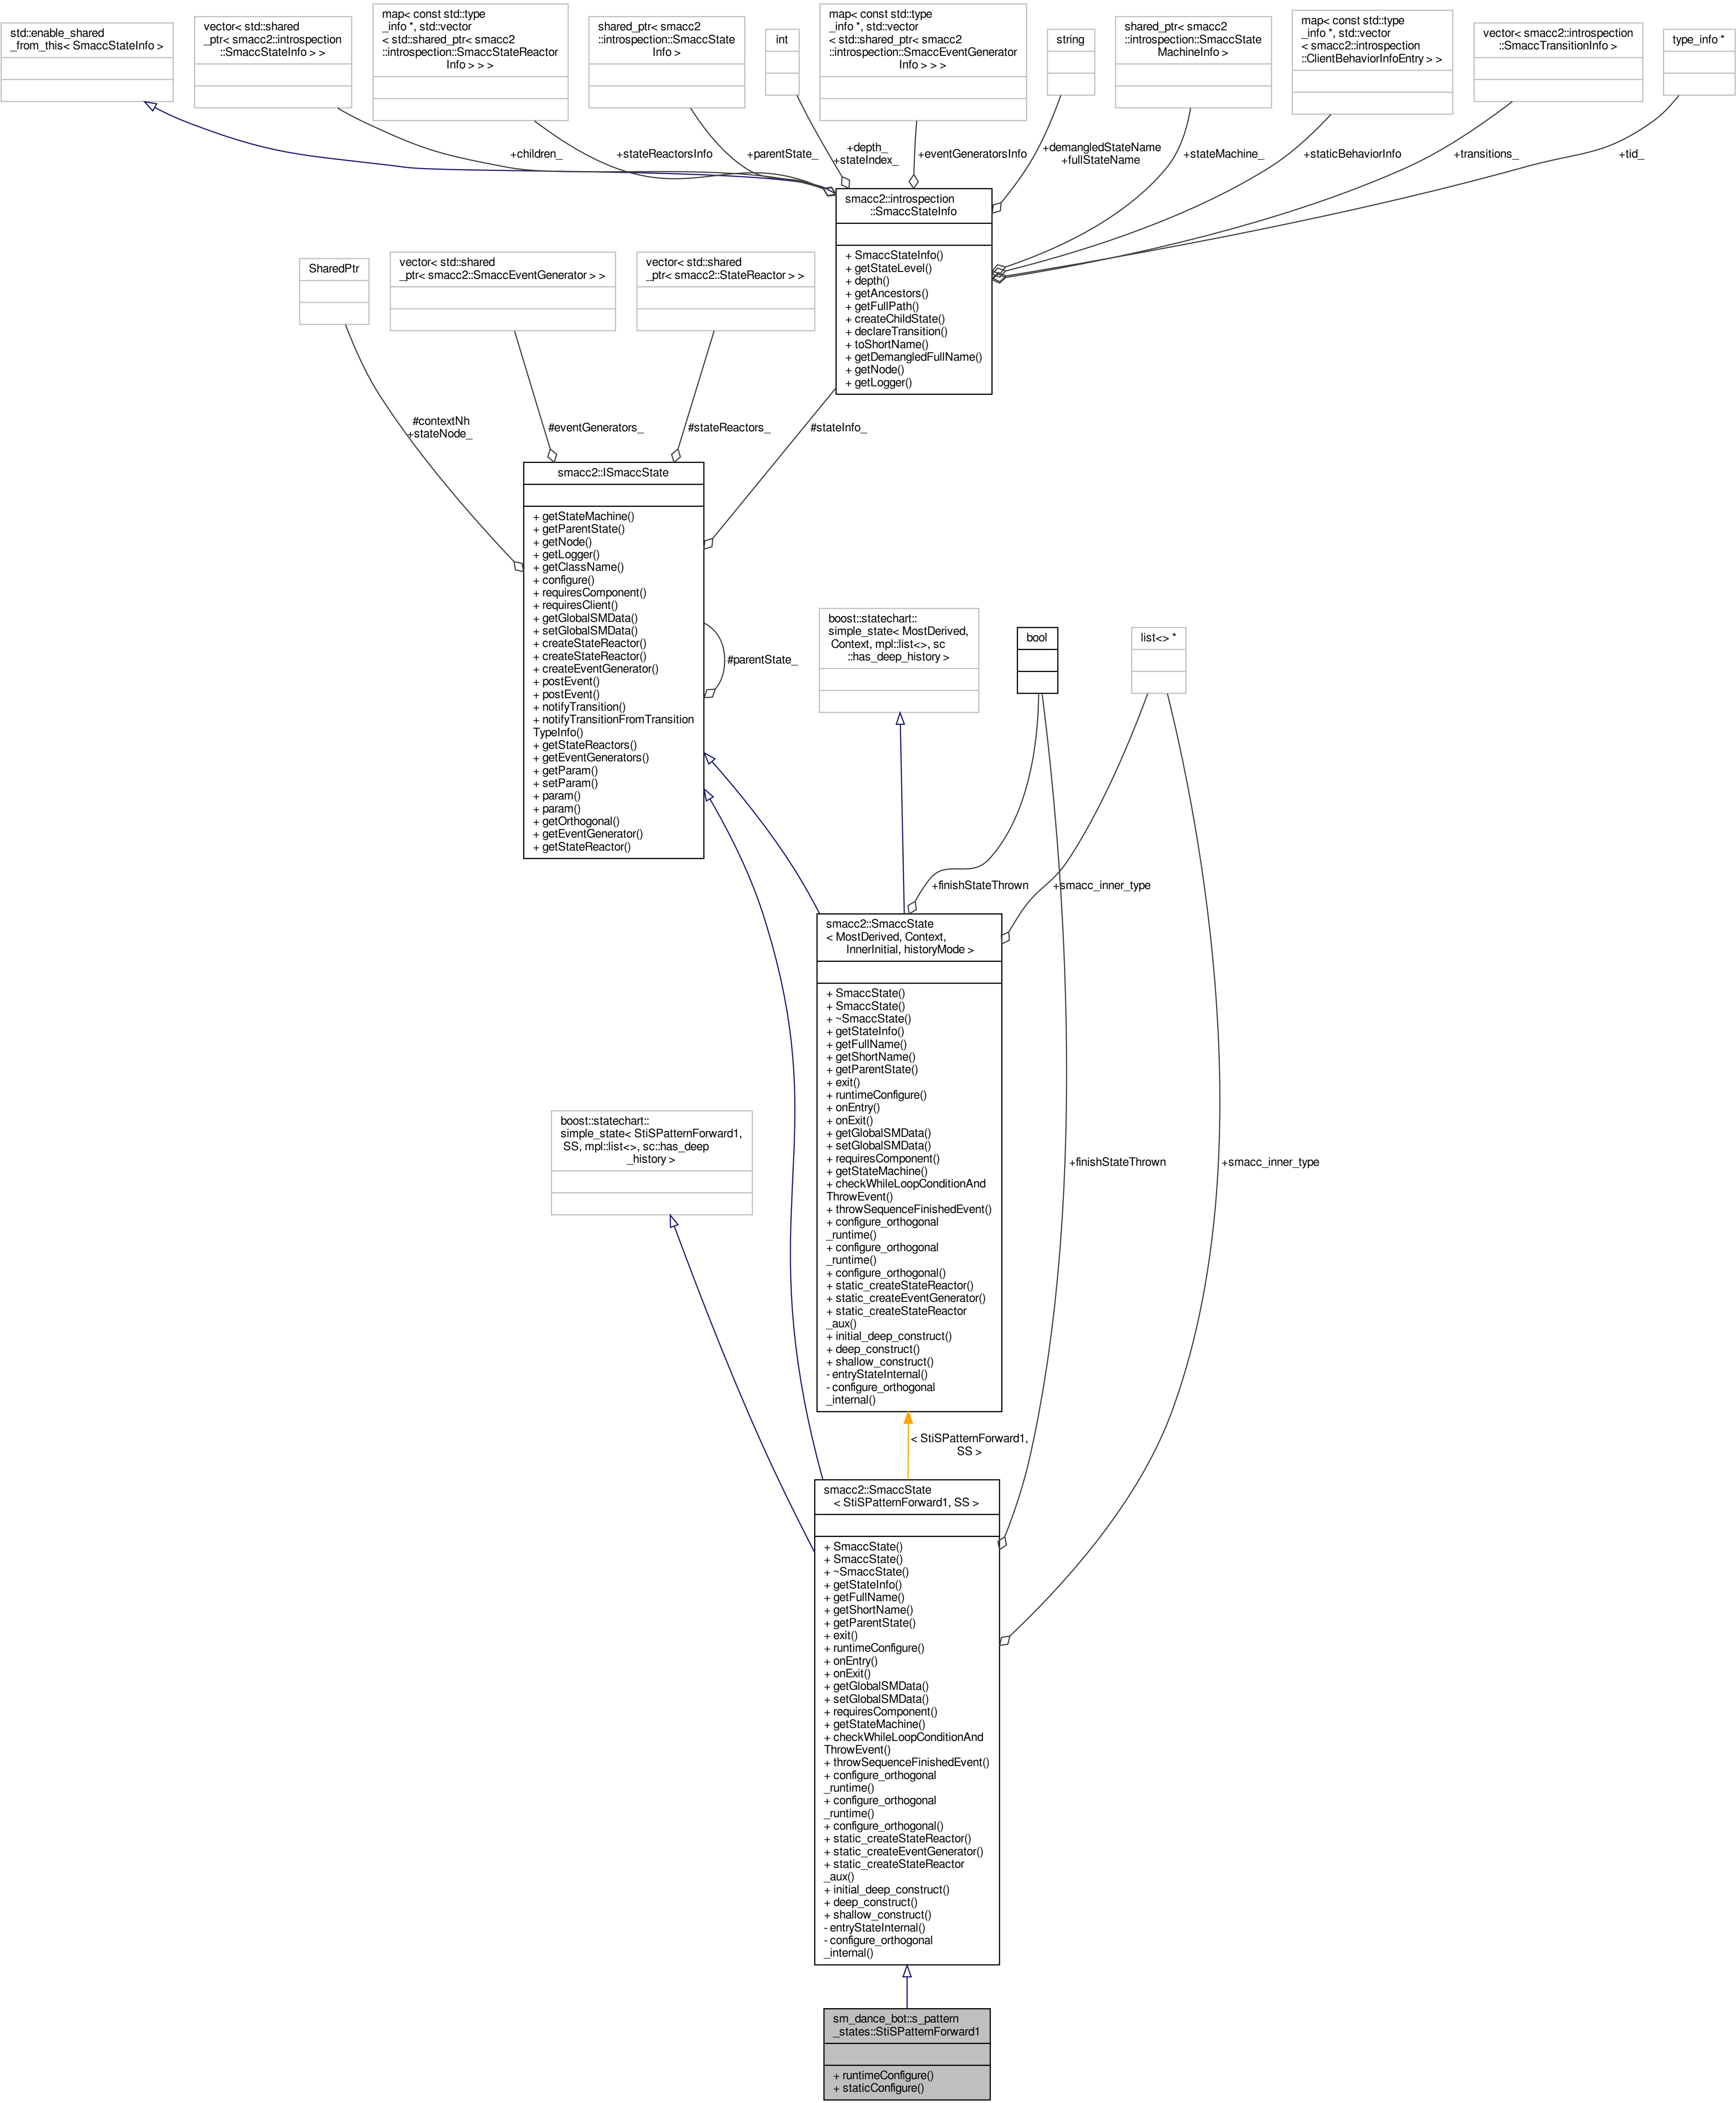 std::enable_shared
_from_this< SmaccStateInfo >
vector< std::shared
_ptr< smacc2::introspection
::SmaccStateInfo > >
map< const std::type
_info *, std::vector
< std::shared_ptr< smacc2
::introspection::SmaccStateReactor
Info > > >
shared_ptr< smacc2
::introspection::SmaccState
Info >
int
map< const std::type
_info *, std::vector
< std::shared_ptr< smacc2
::introspection::SmaccEventGenerator
Info > > >
string
shared_ptr< smacc2
::introspection::SmaccState
MachineInfo >
map< const std::type
_info *, std::vector
< smacc2::introspection
::ClientBehaviorInfoEntry > >
vector< smacc2::introspection
::SmaccTransitionInfo >
type_info *
+children_
+stateReactorsInfo
+parentState_
+depth_
+stateIndex_
+eventGeneratorsInfo
+demangledStateName
+fullStateName
+stateMachine_
+staticBehaviorInfo
+transitions_
+tid_
smacc2::introspection
::SmaccStateInfo
+ SmaccStateInfo()
+ getStateLevel()
+ depth()
+ getAncestors()
+ getFullPath()
+ createChildState()
+ declareTransition()
+ toShortName()
+ getDemangledFullName()
+ getNode()
+ getLogger()
SharedPtr
vector< std::shared
_ptr< smacc2::SmaccEventGenerator > >
vector< std::shared
_ptr< smacc2::StateReactor > >
#contextNh
+stateNode_
#eventGenerators_
#stateReactors_
#stateInfo_
smacc2::ISmaccState
+ getStateMachine()
+ getParentState()
+ getNode()
+ getLogger()
+ getClassName()
+ configure()
+ requiresComponent()
+ requiresClient()
+ getGlobalSMData()
+ setGlobalSMData()
+ createStateReactor()
+ createStateReactor()
+ createEventGenerator()
+ postEvent()
+ postEvent()
+ notifyTransition()
+ notifyTransitionFromTransition
TypeInfo()
+ getStateReactors()
+ getEventGenerators()
+ getParam()
+ setParam()
+ param()
+ param()
+ getOrthogonal()
+ getEventGenerator()
+ getStateReactor()
#parentState_
boost::statechart::
simple_state< MostDerived,
Context, mpl::list<>, sc
::has_deep_history >
bool
list<> *
+finishStateThrown
+smacc_inner_type
smacc2::SmaccState
< MostDerived, Context,
InnerInitial, historyMode >
+ SmaccState()
+ SmaccState()
+ ~SmaccState()
+ getStateInfo()
+ getFullName()
+ getShortName()
+ getParentState()
+ exit()
+ runtimeConfigure()
+ onEntry()
+ onExit()
+ getGlobalSMData()
+ setGlobalSMData()
+ requiresComponent()
+ getStateMachine()
+ checkWhileLoopConditionAnd
ThrowEvent()
+ throwSequenceFinishedEvent()
+ configure_orthogonal
_runtime()
+ configure_orthogonal
_runtime()
+ configure_orthogonal()
+ static_createStateReactor()
+ static_createEventGenerator()
+ static_createStateReactor
_aux()
+ initial_deep_construct()
+ deep_construct()
+ shallow_construct()
- entryStateInternal()
- configure_orthogonal
_internal()
boost::statechart::
simple_state< StiSPatternForward1,
SS, mpl::list<>, sc::has_deep
_history >
+finishStateThrown
+smacc_inner_type
< StiSPatternForward1,
SS >
smacc2::SmaccState
< StiSPatternForward1, SS >
+ SmaccState()
+ SmaccState()
+ ~SmaccState()
+ getStateInfo()
+ getFullName()
+ getShortName()
+ getParentState()
+ exit()
+ runtimeConfigure()
+ onEntry()
+ onExit()
+ getGlobalSMData()
+ setGlobalSMData()
+ requiresComponent()
+ getStateMachine()
+ checkWhileLoopConditionAnd
ThrowEvent()
+ throwSequenceFinishedEvent()
+ configure_orthogonal
_runtime()
+ configure_orthogonal
_runtime()
+ configure_orthogonal()
+ static_createStateReactor()
+ static_createEventGenerator()
+ static_createStateReactor
_aux()
+ initial_deep_construct()
+ deep_construct()
+ shallow_construct()
- entryStateInternal()
- configure_orthogonal
_internal()
sm_dance_bot::s_pattern
_states::StiSPatternForward1
+ runtimeConfigure()
+ staticConfigure()